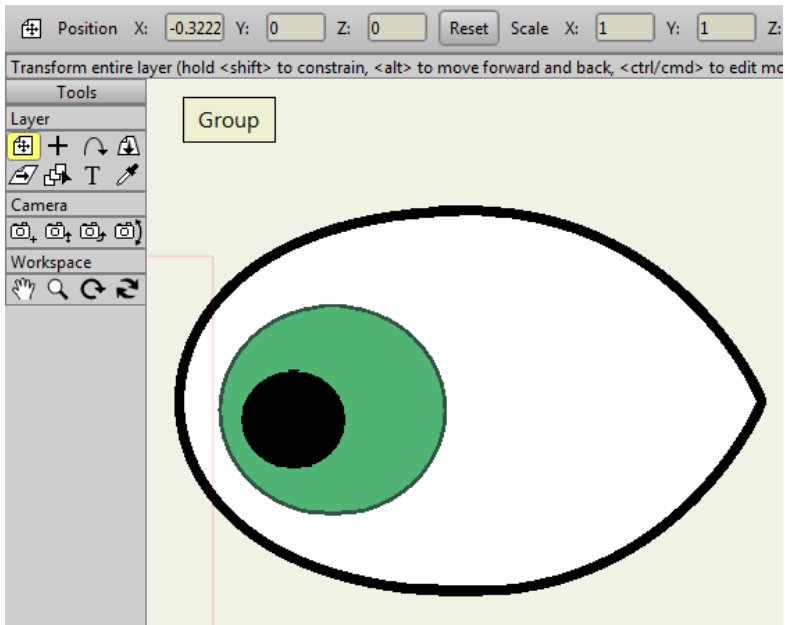 Position X: -0.3222 Y: 0 Z: 0 Reset Scale X: 1 Y: 1 Z:
Transform entire layer (hold <shift> to constrain, <alt> to move forward and back, <ctrl/cmd> to edit mo
Tools
Layer
T
Camera
Workspace
Group